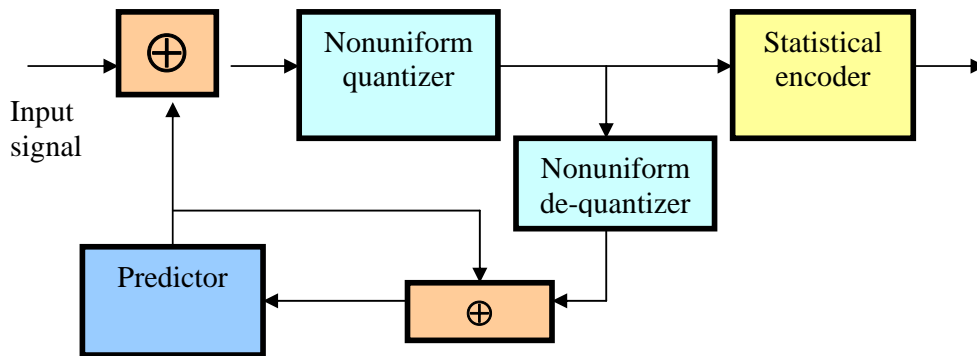 Nonuniform
quantizer
Statistical
encoder
Input
signal
Nonuniform
de-quantizer
Predictor